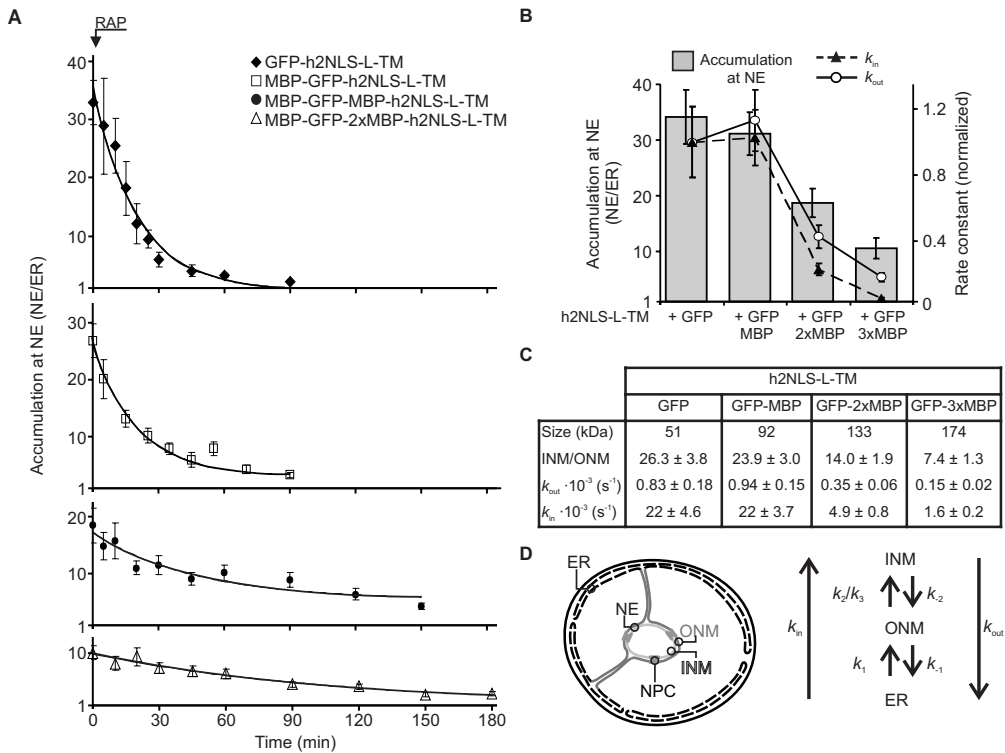 A
RAP
Accumulation at NE (NE/ER)
40
30
20
10
1
GFP-h2NLS-L-TM
MBP-GFP-h2NLS-L-TM
MBP-GFP-MBP-h2NLS-L-TM
MBP-GFP-2xMBP-h2NLS-L-TM
30
20
10
1
20
10
1
10
1
0 30 60 90 120 150 180
Time (min)
B
Accumulation
at NE
k_in
k_out
Accumulation at NE
(NE/ER)
40
30
20
10
1
1.2
0.8
0.4
0
Rate constant (normalized)
h2NLS-L-TM + GFP + GFP + GFP + GFP
MBP 2xMBP 3xMBP
C
h2NLS-L-TM
GFP GFP-MBP GFP-2xMBP GFP-3xMBP
Size (kDa) 51 92 133 174
INM/ONM 26.3 ± 3.8 23.9 ± 3.0 14.0 ± 1.9 7.4 ± 1.3
k_out ·10⁻³ (s⁻¹) 0.83 ± 0.18 0.94 ± 0.15 0.35 ± 0.06 0.15 ± 0.02
k_in ·10⁻³ (s⁻¹) 22 ± 4.6 22 ± 3.7 4.9 ± 0.8 1.6 ± 0.2
D
ER
NE
ONM
INM
NPC
k_in
INM
k_2/k_3 k_-2
ONM
k_1 k_-1
ER
k_out